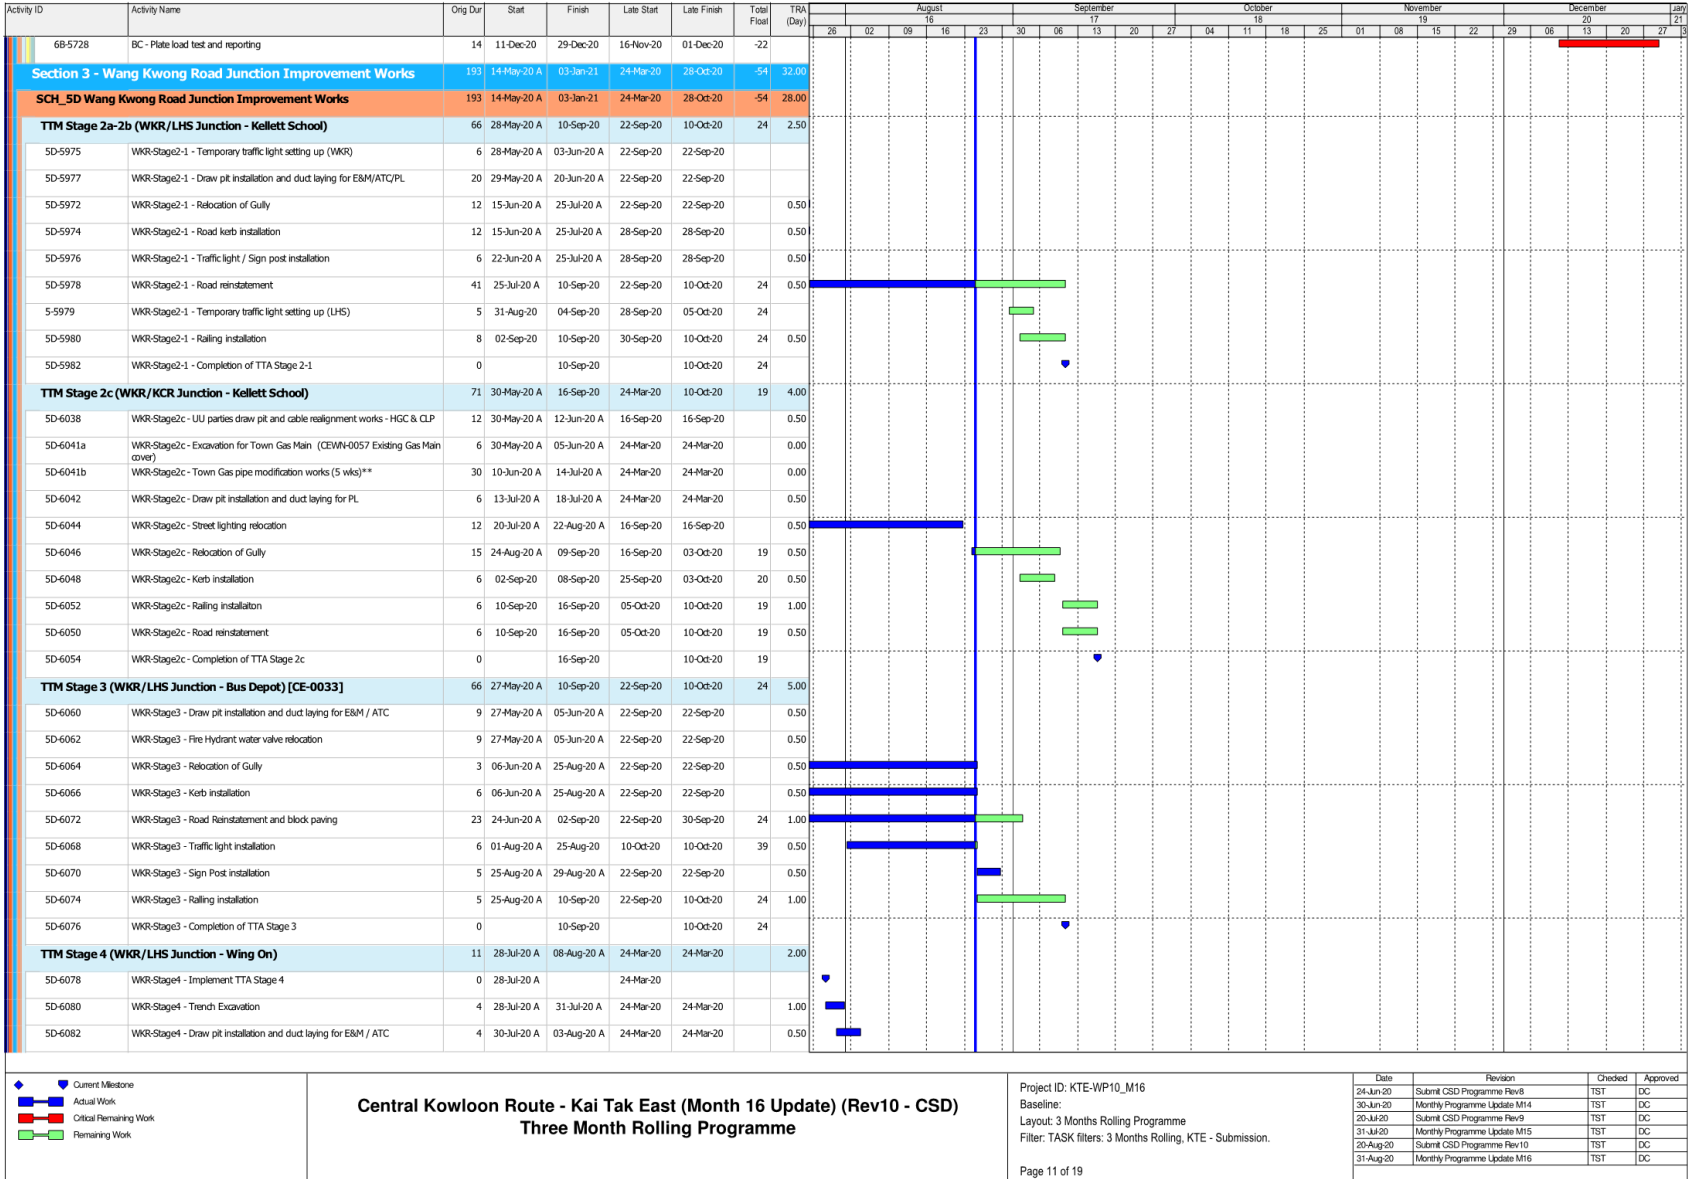 Activity ID Activity Name Orig Dur Start Finish Late Start Late Finish Total Float TRA (Day) August September October November December uary
16 17 18 19 20 21
26 02 09 16 23 30 06 13 20 27 04 11 18 25 01 08 15 22 29 06 13 20 27 3
6B-5728 BC - Plate load test and reporting 14 11-Dec-20 29-Dec-20 16-Nov-20 01-Dec-20 -22
Section 3 - Wang Kwong Road Junction Improvement Works 193 14-May-20 A 03-Jan-21 24-Mar-20 28-Oct-20 -54 32.00
SCH_5D Wang Kwong Road Junction Improvement Works 193 14-May-20 A 03-Jan-21 24-Mar-20 28-Oct-20 -54 28.00
TTM Stage 2a-2b (WKR/LHS Junction - Kellett School) 66 28-May-20 A 10-Sep-20 22-Sep-20 10-Oct-20 24 2.50
5D-5975 WKR-Stage2-1 - Temporary traffic light setting up (WKR) 6 28-May-20 A 03-Jun-20 A 22-Sep-20 22-Sep-20
5D-5977 WKR-Stage2-1 - Draw pit installation and duct laying for E&M/ATC/PL 20 29-May-20 A 20-Jun-20 A 22-Sep-20 22-Sep-20
5D-5972 WKR-Stage2-1 - Relocation of Gully 12 15-Jun-20 A 25-Jul-20 A 22-Sep-20 22-Sep-20 0.50
5D-5974 WKR-Stage2-1 - Road kerb installation 12 15-Jun-20 A 25-Jul-20 A 28-Sep-20 28-Sep-20 0.50
5D-5976 WKR-Stage2-1 - Traffic light / Sign post installation 6 22-Jun-20 A 25-Jul-20 A 28-Sep-20 28-Sep-20 0.50
5D-5978 WKR-Stage2-1 - Road reinstatement 41 25-Jul-20 A 10-Sep-20 22-Sep-20 10-Oct-20 24 0.50
5-5979 WKR-Stage2-1 - Temporary traffic light setting up (LHS) 5 31-Aug-20 04-Sep-20 28-Sep-20 05-Oct-20 24
5D-5980 WKR-Stage2-1 - Railing installation 8 02-Sep-20 10-Sep-20 30-Sep-20 10-Oct-20 24 0.50
5D-5982 WKR-Stage2-1 - Completion of TTA Stage 2-1 0 10-Sep-20 10-Oct-20 24
TTM Stage 2c (WKR/KCR Junction - Kellett School) 71 30-May-20 A 16-Sep-20 24-Mar-20 10-Oct-20 19 4.00
5D-6038 WKR-Stage2c - UU parties draw pit and cable realignment works - HGC & CLP 12 30-May-20 A 12-Jun-20 A 16-Sep-20 16-Sep-20 0.50
5D-6041a WKR-Stage2c - Excavation for Town Gas Main (CEWN-0057 Existing Gas Main cover) 6 30-May-20 A 05-Jun-20 A 24-Mar-20 24-Mar-20 0.00
5D-6041b WKR-Stage2c - Town Gas pipe modification works (5 wks)** 30 10-Jun-20 A 14-Jul-20 A 24-Mar-20 24-Mar-20 0.00
5D-6042 WKR-Stage2c - Draw pit installation and duct laying for PL 6 13-Jul-20 A 18-Jul-20 A 24-Mar-20 24-Mar-20 0.50
5D-6044 WKR-Stage2c - Street lighting relocation 12 20-Jul-20 A 22-Aug-20 A 16-Sep-20 16-Sep-20 0.50
5D-6046 WKR-Stage2c - Relocation of Gully 15 24-Aug-20 A 09-Sep-20 16-Sep-20 03-Oct-20 19 0.50
5D-6048 WKR-Stage2c - Kerb installation 6 02-Sep-20 08-Sep-20 25-Sep-20 03-Oct-20 20 0.50
5D-6052 WKR-Stage2c - Railing installaiton 6 10-Sep-20 16-Sep-20 05-Oct-20 10-Oct-20 19 1.00
5D-6050 WKR-Stage2c - Road reinstatement 6 10-Sep-20 16-Sep-20 05-Oct-20 10-Oct-20 19 0.50
5D-6054 WKR-Stage2c - Completion of TTA Stage 2c 0 16-Sep-20 10-Oct-20 19
TTM Stage 3 (WKR/LHS Junction - Bus Depot) [CE-0033] 66 27-May-20 A 10-Sep-20 22-Sep-20 10-Oct-20 24 5.00
5D-6060 WKR-Stage3 - Draw pit installation and duct laying for E&M / ATC 9 27-May-20 A 05-Jun-20 A 22-Sep-20 22-Sep-20 0.50
5D-6062 WKR-Stage3 - Fire Hydrant water valve relocation 9 27-May-20 A 05-Jun-20 A 22-Sep-20 22-Sep-20 0.50
5D-6064 WKR-Stage3 - Relocation of Gully 3 06-Jun-20 A 25-Aug-20 A 22-Sep-20 22-Sep-20 0.50
5D-6066 WKR-Stage3 - Kerb installation 6 06-Jun-20 A 25-Aug-20 A 22-Sep-20 22-Sep-20 0.50
5D-6072 WKR-Stage3 - Road Reinstatement and block paving 23 24-Jun-20 A 02-Sep-20 22-Sep-20 30-Sep-20 24 1.00
5D-6068 WKR-Stage3 - Traffic light installation 6 01-Aug-20 A 25-Aug-20 10-Oct-20 10-Oct-20 39 0.50
5D-6070 WKR-Stage3 - Sign Post installation 5 25-Aug-20 A 29-Aug-20 A 22-Sep-20 22-Sep-20 0.50
5D-6074 WKR-Stage3 - Ralling installation 5 25-Aug-20 A 10-Sep-20 22-Sep-20 10-Oct-20 24 1.00
5D-6076 WKR-Stage3 - Completion of TTA Stage 3 0 10-Sep-20 10-Oct-20 24
TTM Stage 4 (WKR/LHS Junction - Wing On) 11 28-Jul-20 A 08-Aug-20 A 24-Mar-20 24-Mar-20 2.00
5D-6078 WKR-Stage4 - Implement TTA Stage 4 0 28-Jul-20 A 24-Mar-20
5D-6080 WKR-Stage4 - Trench Excavation 4 28-Jul-20 A 31-Jul-20 A 24-Mar-20 24-Mar-20 1.00
5D-6082 WKR-Stage4 - Draw pit installation and duct laying for E&M / ATC 4 30-Jul-20 A 03-Aug-20 A 24-Mar-20 24-Mar-20 0.50
Current Milestone
Actual Work
Critical Remaining Work
Remaining Work
Central Kowloon Route - Kai Tak East (Month 16 Update) (Rev10 - CSD)
Three Month Rolling Programme
Project ID: KTE-WP10_M16
Baseline:
Layout: 3 Months Rolling Programme
Filter: TASK filters: 3 Months Rolling, KTE - Submission.
Page 11 of 19
Date Revision Checked Approved
24-Jun-20 Submit CSD Programme Rev8 TST DC
30-Jun-20 Monthly Programme Update M14 TST DC
20-Jul-20 Submit CSD Programme Rev9 TST DC
31-Jul-20 Monthly Programme Update M15 TST DC
20-Aug-20 Submit CSD Programme Rev10 TST DC
31-Aug-20 Monthly Programme Update M16 TST DC